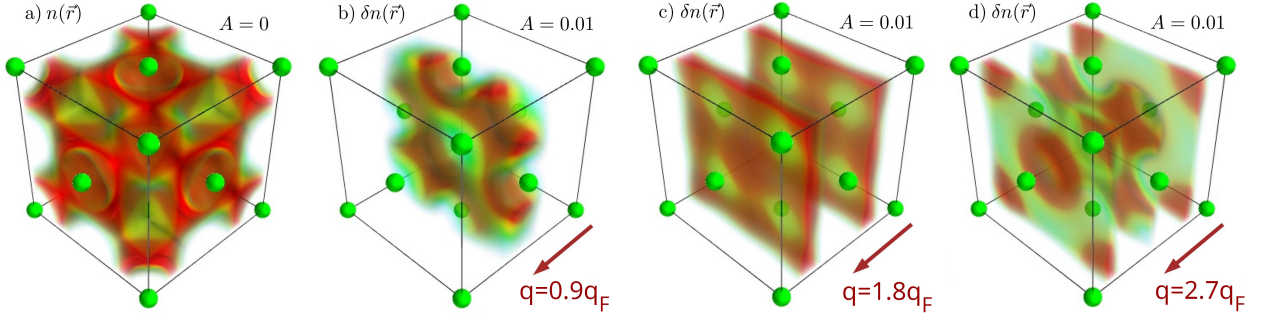 a) n(r⃗)
A = 0
b) δn(r⃗)
A = 0.01
c) δn(r⃗)
A = 0.01
d) δn(r⃗)
A = 0.01
q=0.9q_F
q=1.8q_F
q=2.7q_F